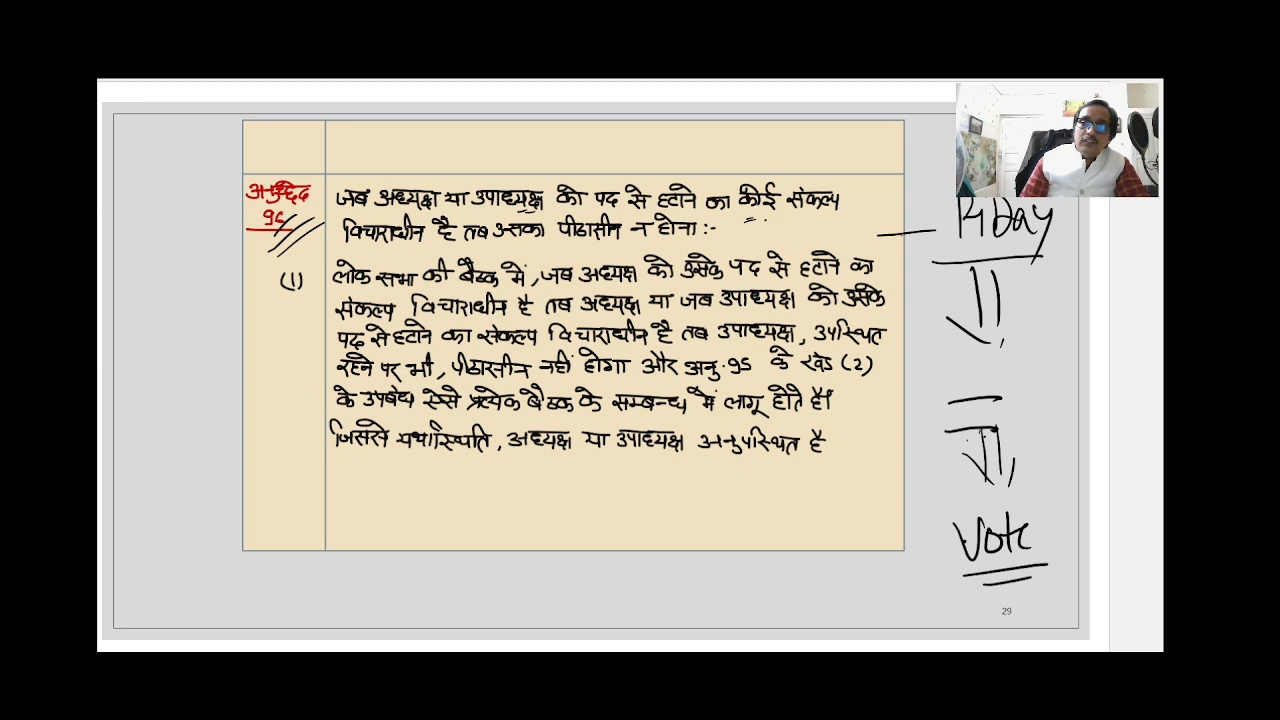 अनुच्छेद
96
जब अध्यक्ष या उपाध्यक्ष को पद से हटाने का कोई संकल्प
विचाराधीन है तब उसका पीठासीन न होना :-
(1) लोक सभा की बैठक में, जब अध्यक्ष को उसके पद से हटाने का
संकल्प विचाराधीन है तब अध्यक्ष या जब उपाध्यक्ष को उसके
पद से हटाने का संकल्प विचाराधीन है तब उपाध्यक्ष, उपस्थित
रहने पर भी, पीठासीन नहीं होगा और अनु. 95 के खंड (2)
के उपबंध ऐसे प्रत्येक बैठक के सम्बन्ध में लागू होते हैं।
जिससे यथास्थिति, अध्यक्ष या उपाध्यक्ष अनुपस्थित है
14 Day
Vote
29